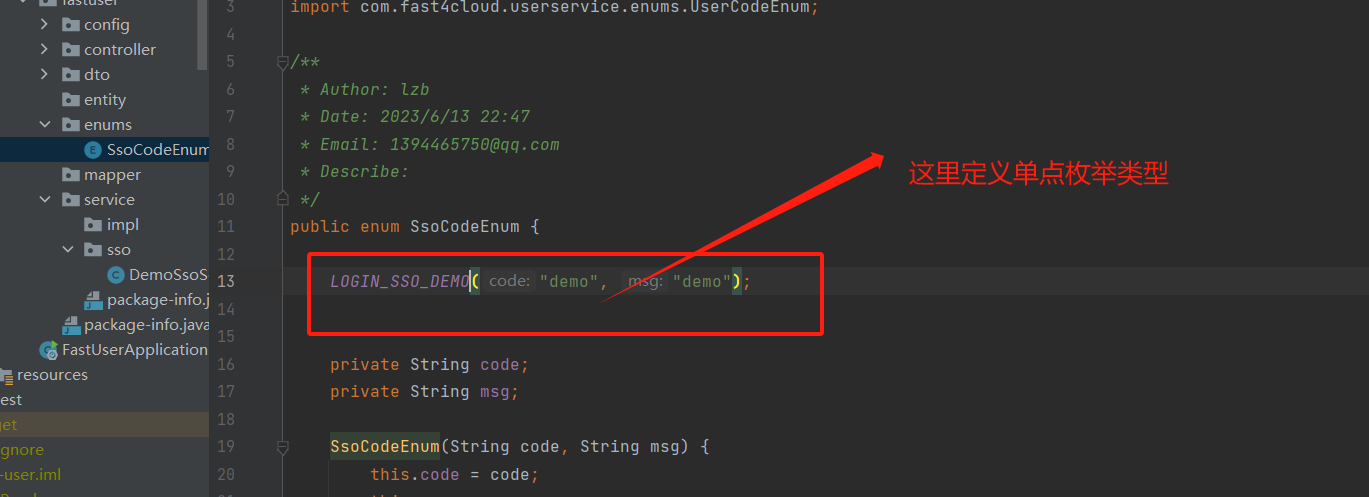 fastuser
config
controller
dto
entity
enums
SsoCodeEnum
mapper
service
impl
sso
DemoSsoS
package-info.j
package-info.java
FastUserApplication
resources
est
get
gnore
-user.iml
3 import com.fast4cloud.userservice.enums.UserCodeEnum;
4
5 /**
6 * Author: lzb
7 * Date: 2023/6/13 22:47
8 * Email: 1394465750@qq.com
9 * Describe:
10 */
11 public enum SsoCodeEnum {
12
13 LOGIN_SSO_DEMO( code: "demo", msg: "demo");
14
15
16 private String code;
17 private String msg;
18
19 SsoCodeEnum(String code, String msg) {
20 this.code = code;
这里定义单点枚举类型